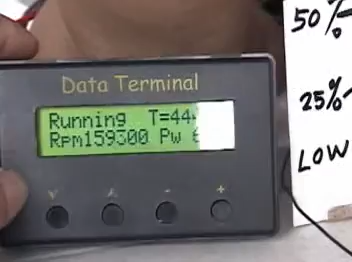 Data Terminal
Running T=44
Rpm159300 Pw
+
-
50%
25%
LOW